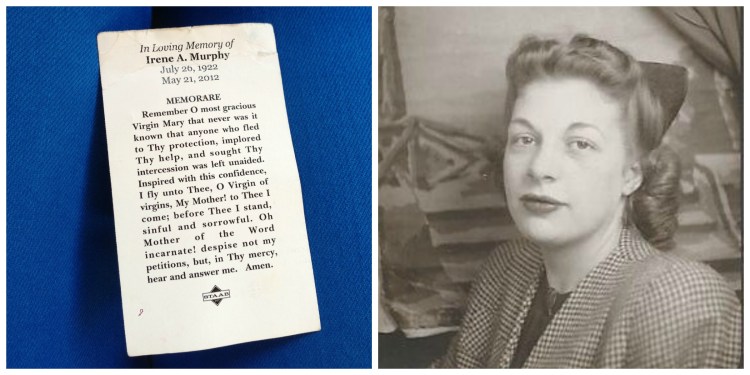 In Loving Memory of
Irene A. Murphy
July 26, 1922
May 21, 2012
MEMORARE
Remember O most gracious
Virgin Mary that never was it
known that anyone who fled
to Thy protection, implored
Thy help, and sought Thy
intercession was left unaided.
Inspired with this confidence,
I fly unto Thee, O Virgin of
virgins, My Mother! to Thee I
come; before Thee I stand,
sinful and sorrowful. Oh
Mother of the Word
incarnate! despise not my
petitions, but, in Thy mercy,
hear and answer me. Amen.
STAAB